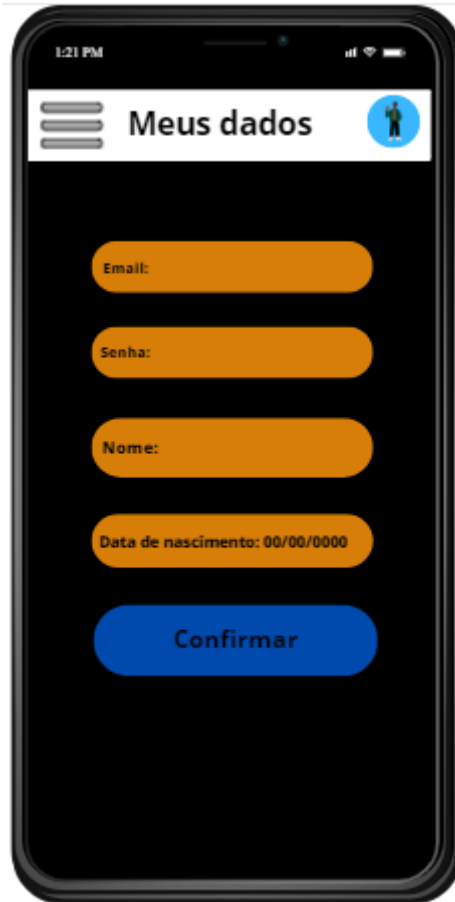 1:21 PM
Meus dados
Email:
Senha:
Nome:
Data de nascimento: 00/00/0000
Confirmar